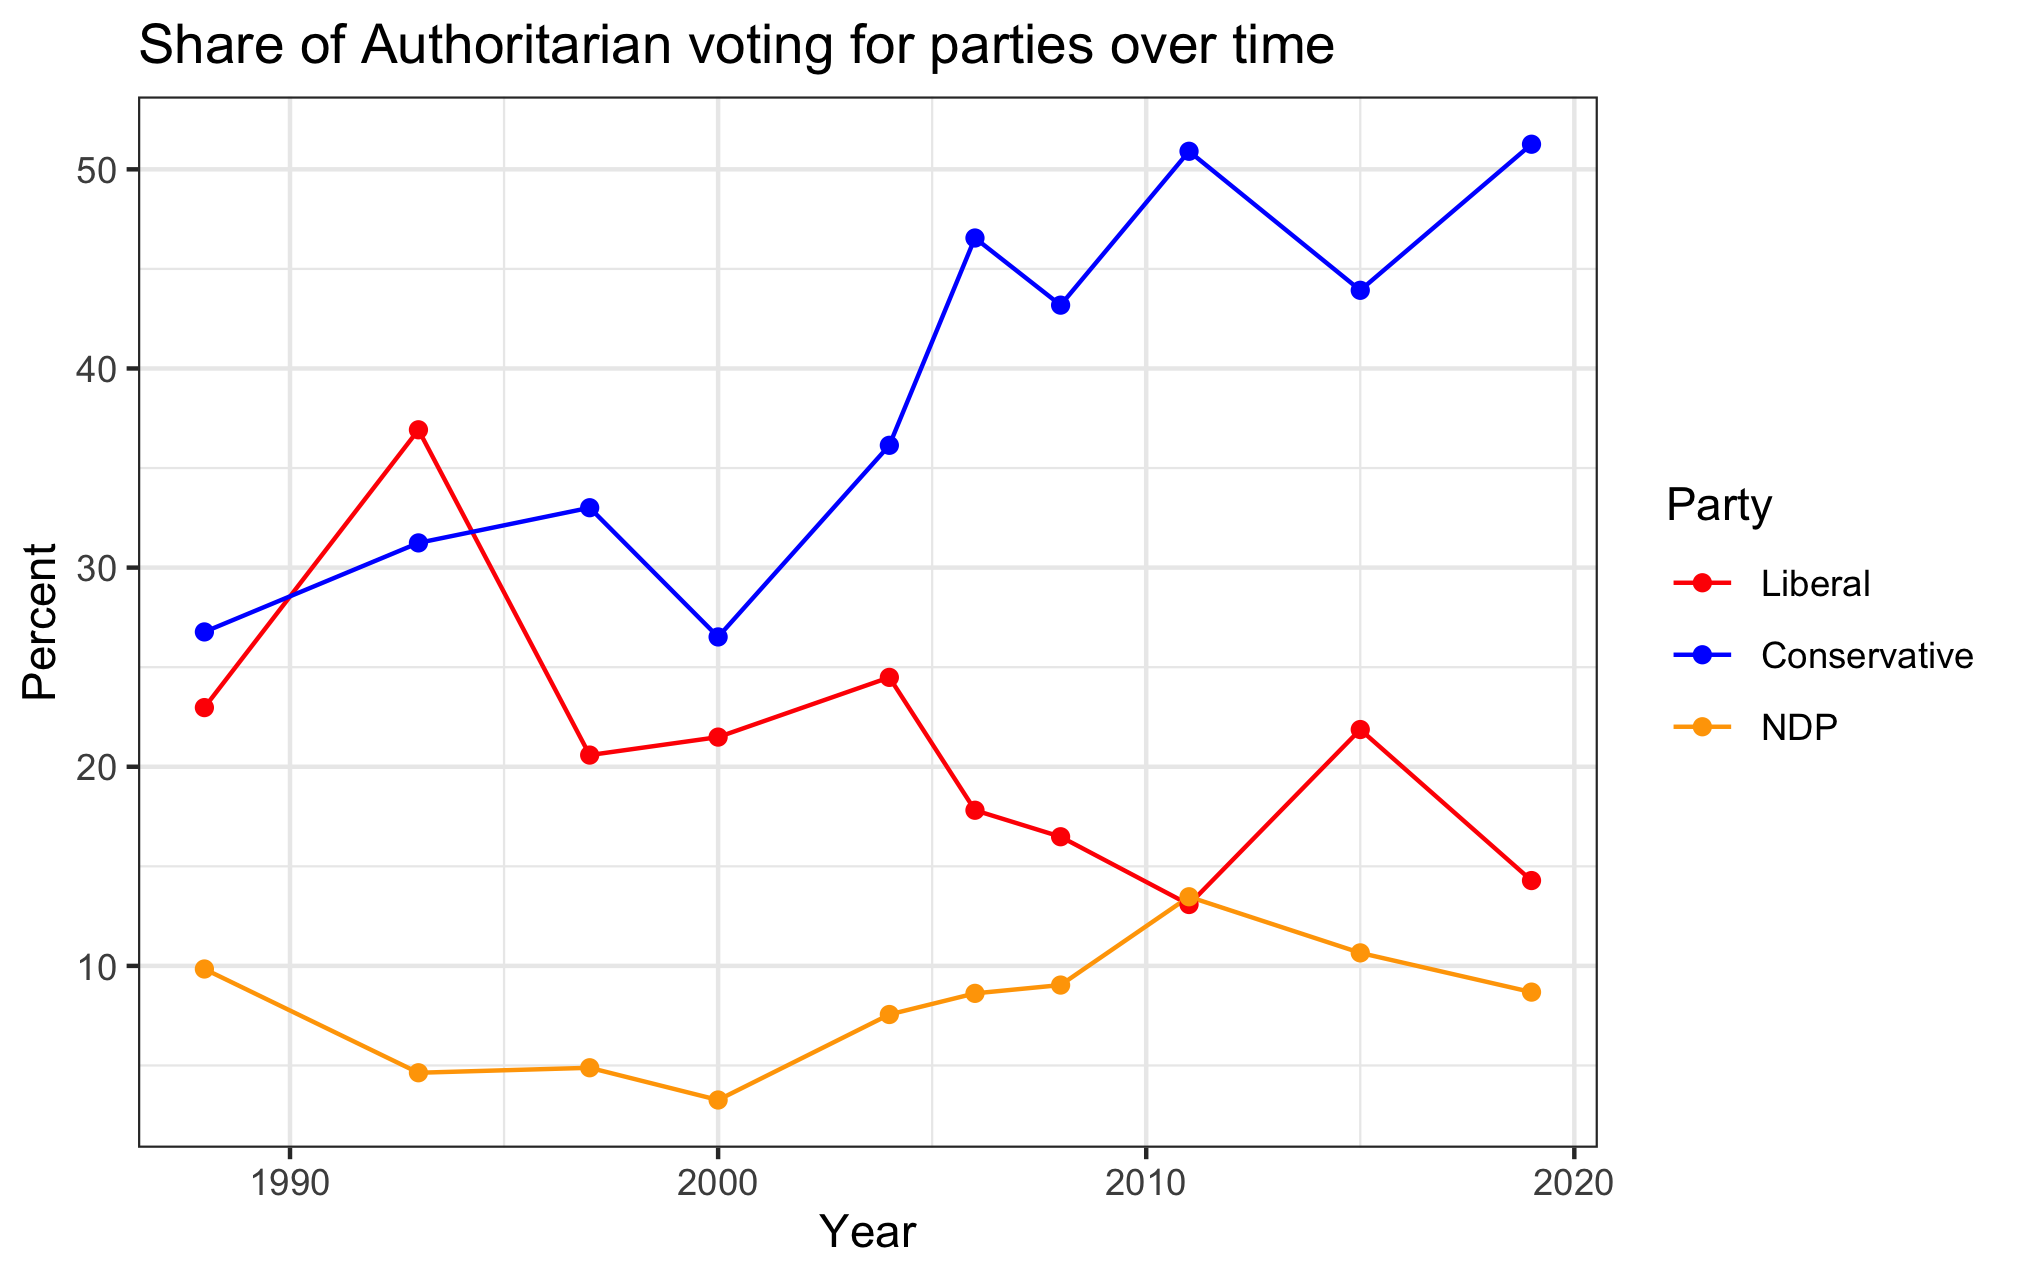 Share of Authoritarian voting for parties over time
50
40
30
20
10
Percent
1990 2000 2010 2020
Year
Party
Liberal
Conservative
NDP